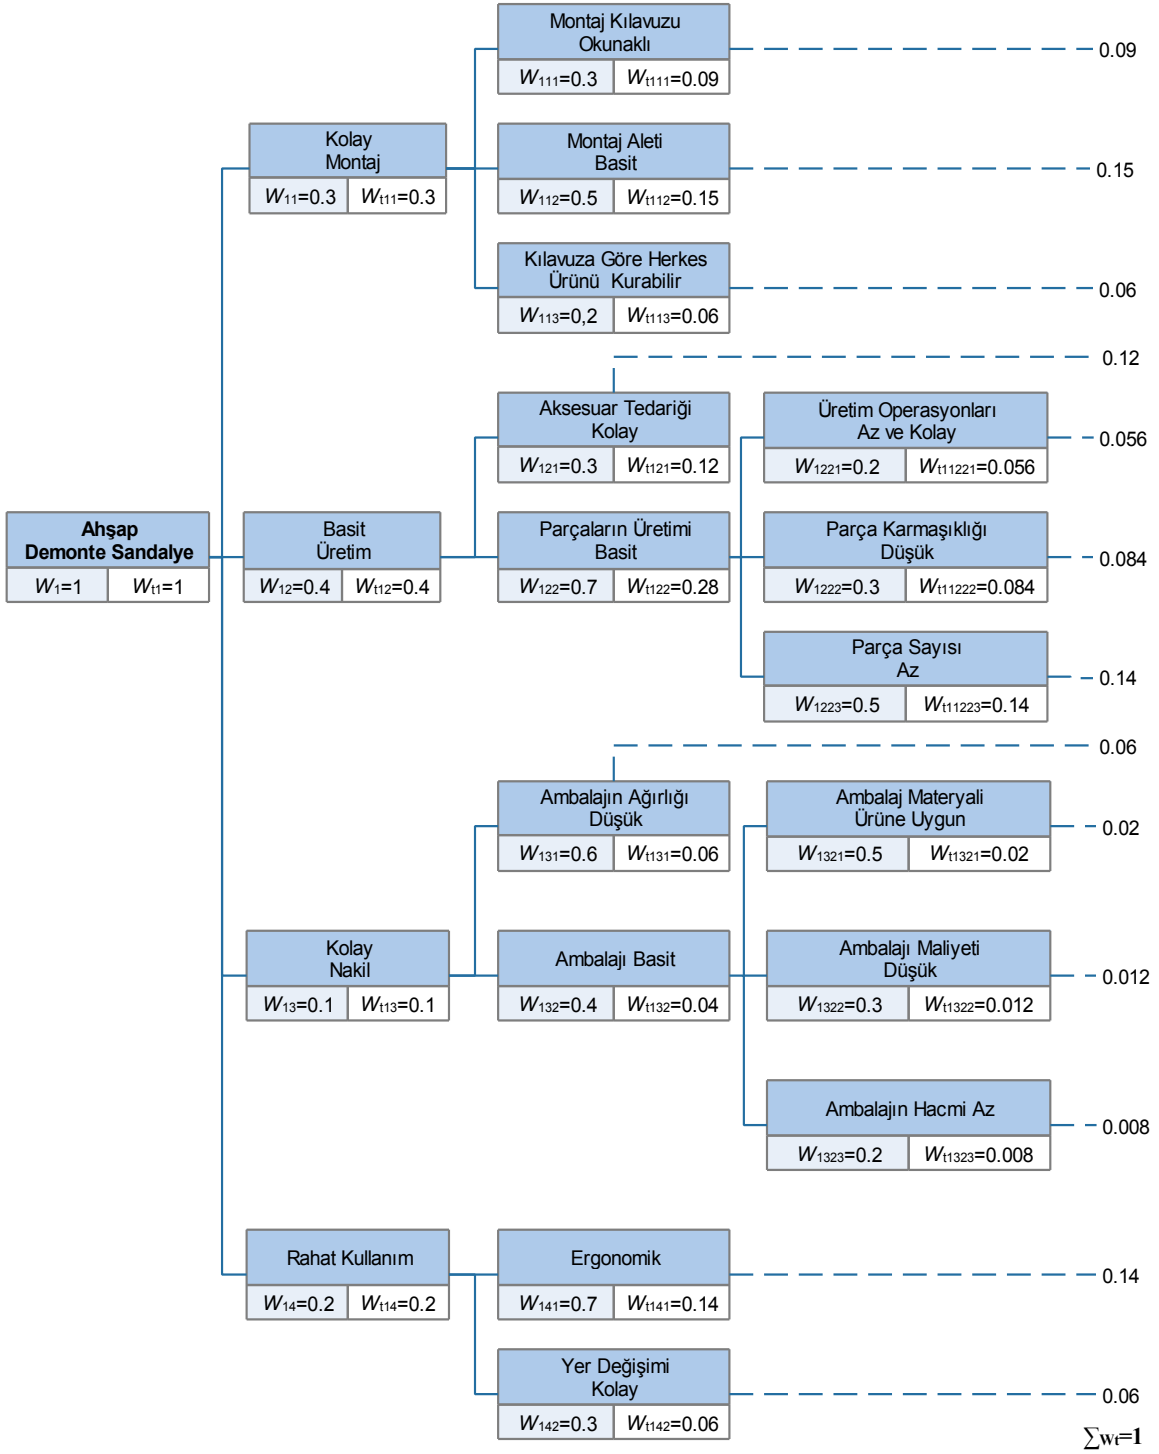 Montaj Kılavuzu
Okunaklı
W111=0.3 Wt111=0.09
0.09
Kolay
Montaj
W11=0.3 Wt11=0.3
Montaj Aleti
Basit
W112=0.5 Wt112=0.15
0.15
Kılavuza Göre Herkes
Ürünü Kurabilir
W113=0,2 Wt113=0.06
0.06
0.12
Aksesuar Tedariği
Kolay
W121=0.3 Wt121=0.12
Üretim Operasyonları
Az ve Kolay
W1221=0.2 Wt11221=0.056
0.056
Ahşap
Demonte Sandalye
W1=1 Wt1=1
Basit
Üretim
W12=0.4 Wt12=0.4
Parçaların Üretimi
Basit
W122=0.7 Wt122=0.28
Parça Karmaşıklığı
Düşük
W1222=0.3 Wt11222=0.084
0.084
Parça Sayısı
Az
W1223=0.5 Wt11223=0.14
0.14
0.06
Ambalajın Ağırlığı
Düşük
W131=0.6 Wt131=0.06
Ambalaj Materyali
Ürüne Uygun
W1321=0.5 Wt1321=0.02
0.02
Kolay
Nakil
W13=0.1 Wt13=0.1
Ambalajı Basit
W132=0.4 Wt132=0.04
Ambalajı Maliyeti
Düşük
W1322=0.3 Wt1322=0.012
0.012
Ambalajın Hacmi Az
W1323=0.2 Wt1323=0.008
0.008
Rahat Kullanım
W14=0.2 Wt14=0.2
Ergonomik
W141=0.7 Wt141=0.14
0.14
Yer Değişimi
Kolay
W142=0.3 Wt142=0.06
0.06
∑wt=1